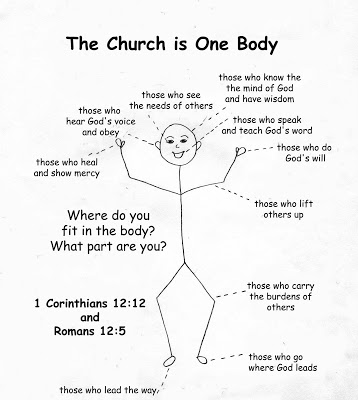 The Church is One Body
those who know the
the mind of God
and have wisdom
those who see
the needs of others
those who
hear God's voice
and obey
those who speak
and teach God's word
those who do
God's will
those who heal
and show mercy
those who lift
others up
Where do you
fit in the body?
What part are you?
those who carry
the burdens of
others
1 Corinthians 12:12
and
Romans 12:5
those who go
where God leads
those who lead the way